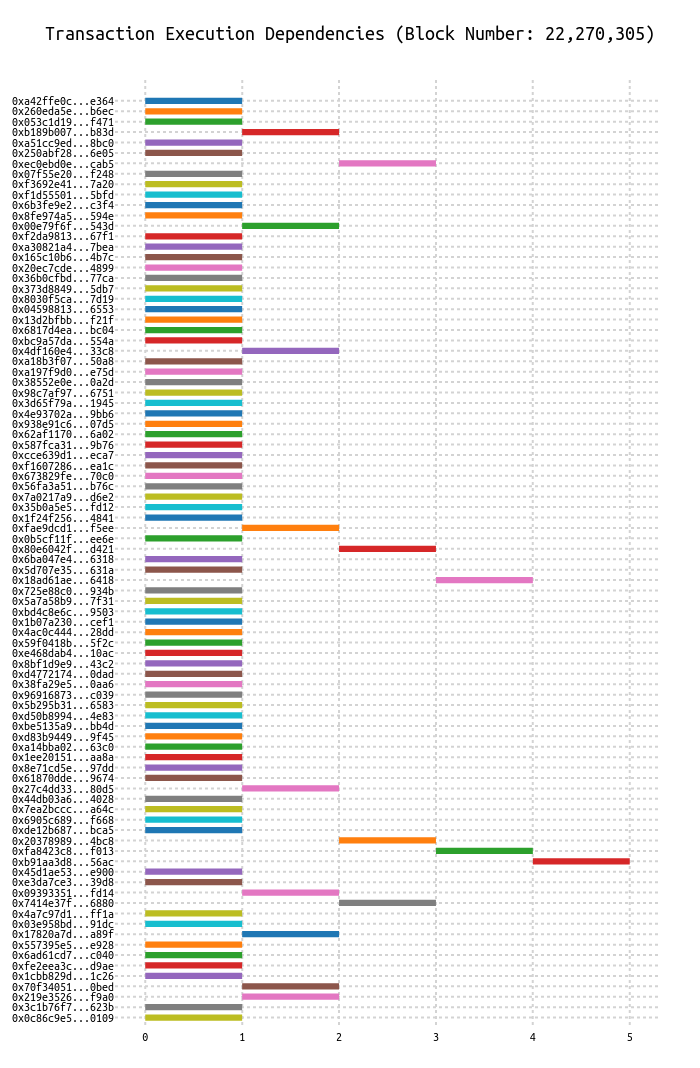 Transaction Execution Dependencies (Block Number: 22,270,305)
0xa42ffe0c...e364
0x260eda5e...b6ec
0x053c1d19...f471
0xb189b007...b83d
0xa51cc9ed...8bc0
0x250abf28...6e05
0xec0ebd0e...cab5
0x07f55e20...f248
0xf3692e41...7a20
0xf1d55501...5bfd
0x6b3fe9e2...c3f4
0x8fe974a5...594e
0x00e79f6f...543d
0xf2da9813...67f1
0xa30821a4...7bea
0x165c10b6...4b7c
0x20ec7cde...4899
0x36b0cfbd...77ca
0x373d8849...5db7
0x8030f5ca...7d19
0x04598813...6553
0x13d2bfbb...f21f
0x6817d4ea...bc04
0xbc9a57da...554a
0x4df160e4...33c8
0xa18b3f07...50a8
0xa197f9d0...e75d
0x38552e0e...0a2d
0x98c7af97...6751
0x3d65f79a...1945
0x4e93702a...9bb6
0x938e91c6...07d5
0x62af1170...6a02
0x587fca31...9b76
0xcce639d1...eca7
0xf1607286...ea1c
0x673829fe...70c0
0x56fa3a51...b76c
0x7a0217a9...d6e2
0x35b0a5e5...fd12
0x1f24f256...4841
0xfae9dcd1...f5ee
0x0b5cf11f...ee6e
0x80e6042f...d421
0x6ba047e4...6318
0x5d707e35...631a
0x18ad61ae...6418
0x725e88c0...934b
0x5a7a58b9...7f31
0xbd4c8e6c...9503
0x1b07a230...cef1
0x4ac0c444...28dd
0x59f0418b...5f2c
0xe468dab4...10ac
0x8bf1d9e9...43c2
0xd4772174...0dad
0x38fa29e5...0aa6
0x96916873...c039
0x5b295b31...6583
0xd50b8994...4e83
0xbe5135a9...bb4d
0xd83b9449...9f45
0xa14bba02...63c0
0x1ee20151...aa8a
0x8e71cd5e...97dd
0x61870dde...9674
0x27c4dd33...80d5
0x44db03a6...4028
0x7ea2bccc...a64c
0x6905c689...f668
0xde12b687...bca5
0x20378989...4bc8
0xfa8423c8...f013
0xb91aa3d8...56ac
0x45d1ae53...e900
0xe3da7ce3...39d8
0x09393351...fd14
0x7414e37f...6880
0x4a7c97d1...ff1a
0x03e958bd...91dc
0x17820a7d...a89f
0x557395e5...e928
0x6ad61cd7...c040
0xfe2eea3c...d9ae
0x1cbb829d...1c26
0x70f34051...0bed
0x219e3526...f9a0
0x3c1b76f7...623b
0x0c86c9e5...0109
0 1 2 3 4 5